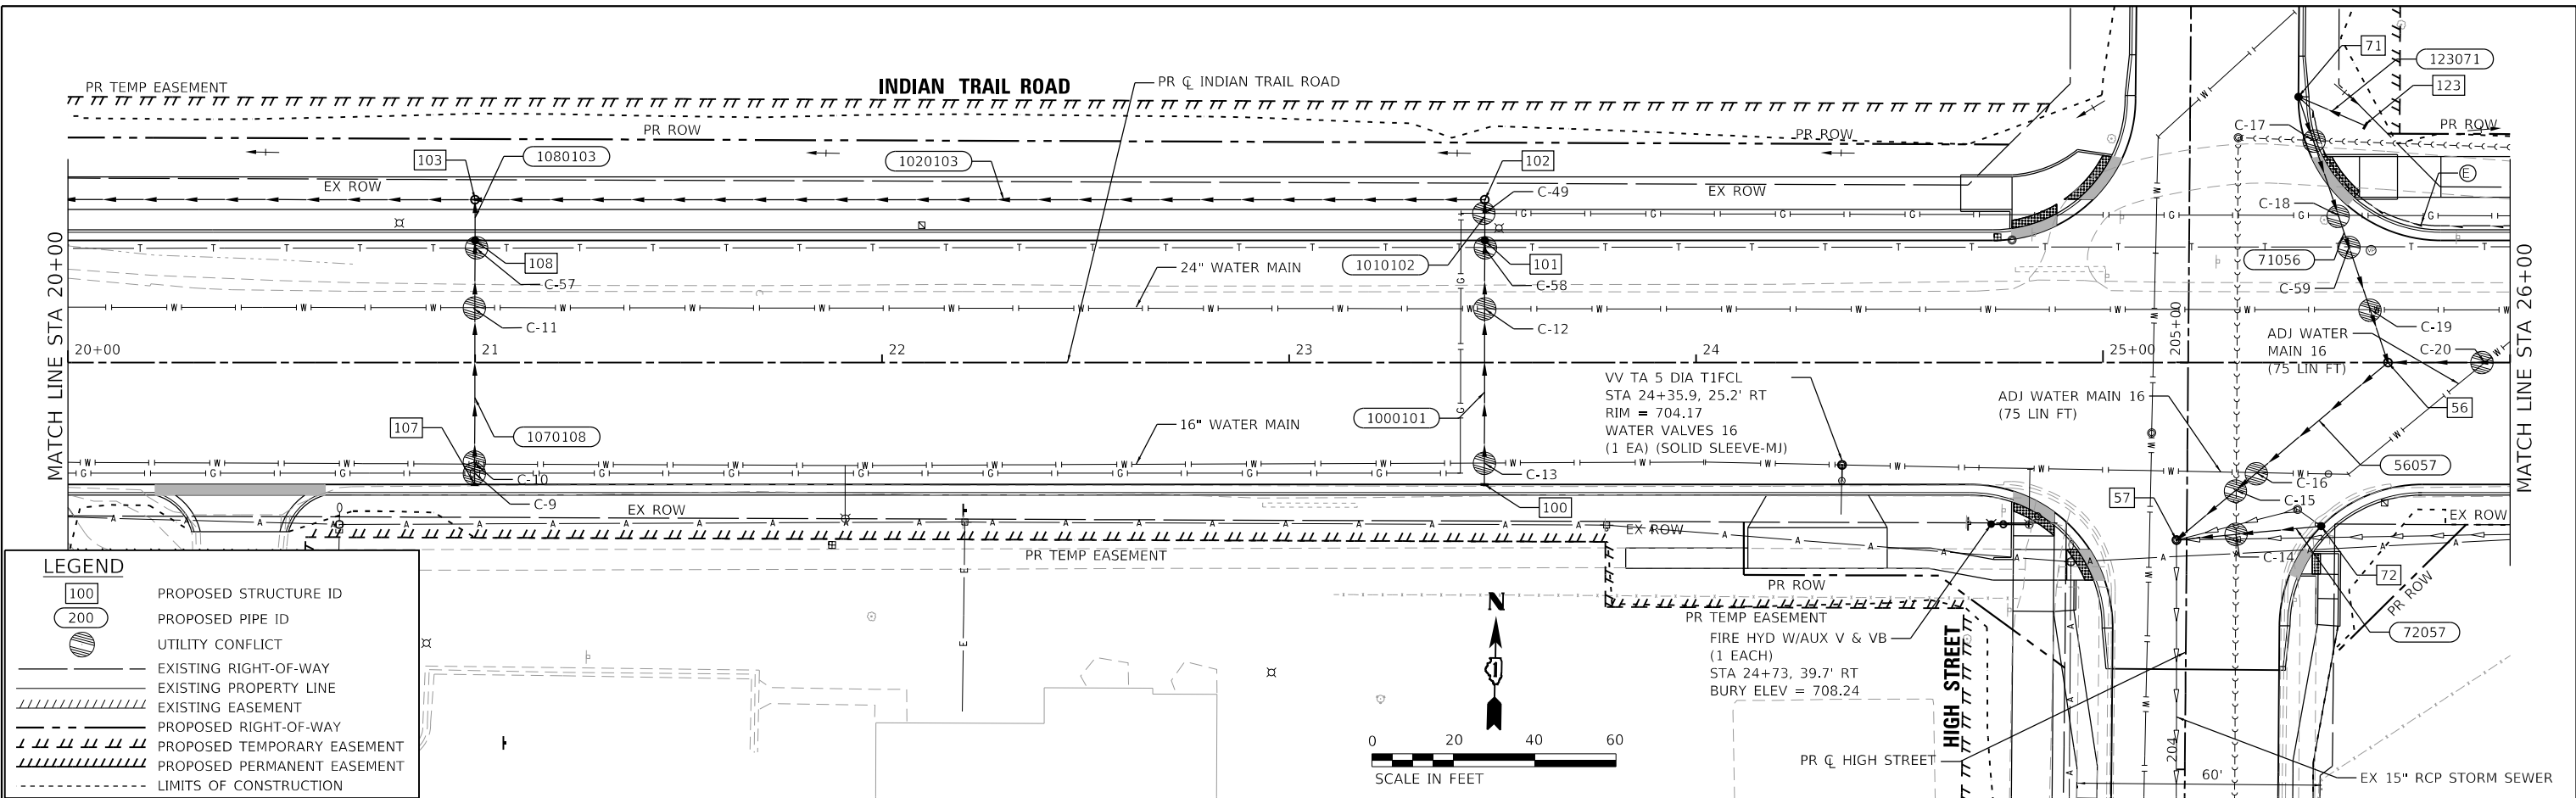 INDIAN TRAIL ROAD
PR TEMP EASEMENT
PR ℄ INDIAN TRAIL ROAD
71
123071
123
PR ROW
PR ROW
PR ROW
C-17
103
1080103
1020103
102
EX ROW
C-49
EX ROW
E
C-18
108
C-57
1010102
101
C-58
24" WATER MAIN
71056
C-59
C-11
C-12
C-19
MATCH LINE STA 20+00
20+00
21
22
23
24
25+00
205+00
ADJ WATER
MAIN 16
(75 LIN FT)
C-20
MATCH LINE STA 26+00
VV TA 5 DIA T1FCL
STA 24+35.9, 25.2' RT
RIM = 704.17
WATER VALVES 16
(1 EA) (SOLID SLEEVE-MJ)
ADJ WATER MAIN 16
(75 LIN FT)
56
107
1070108
16" WATER MAIN
1000101
56057
C-10
C-9
C-13
C-16
C-15
57
100
EX ROW
EX ROW
EX ROW
PR TEMP EASEMENT
C-14
72
PR ROW
PR ROW
72057
PR TEMP EASEMENT
FIRE HYD W/AUX V & VB
(1 EACH)
STA 24+73, 39.7' RT
BURY ELEV = 708.24
HIGH STREET
PR ℄ HIGH STREET
204
60'
EX 15" RCP STORM SEWER
N
0 20 40 60
SCALE IN FEET
LEGEND
100 PROPOSED STRUCTURE ID
200 PROPOSED PIPE ID
UTILITY CONFLICT
EXISTING RIGHT-OF-WAY
EXISTING PROPERTY LINE
EXISTING EASEMENT
PROPOSED RIGHT-OF-WAY
PROPOSED TEMPORARY EASEMENT
PROPOSED PERMANENT EASEMENT
LIMITS OF CONSTRUCTION